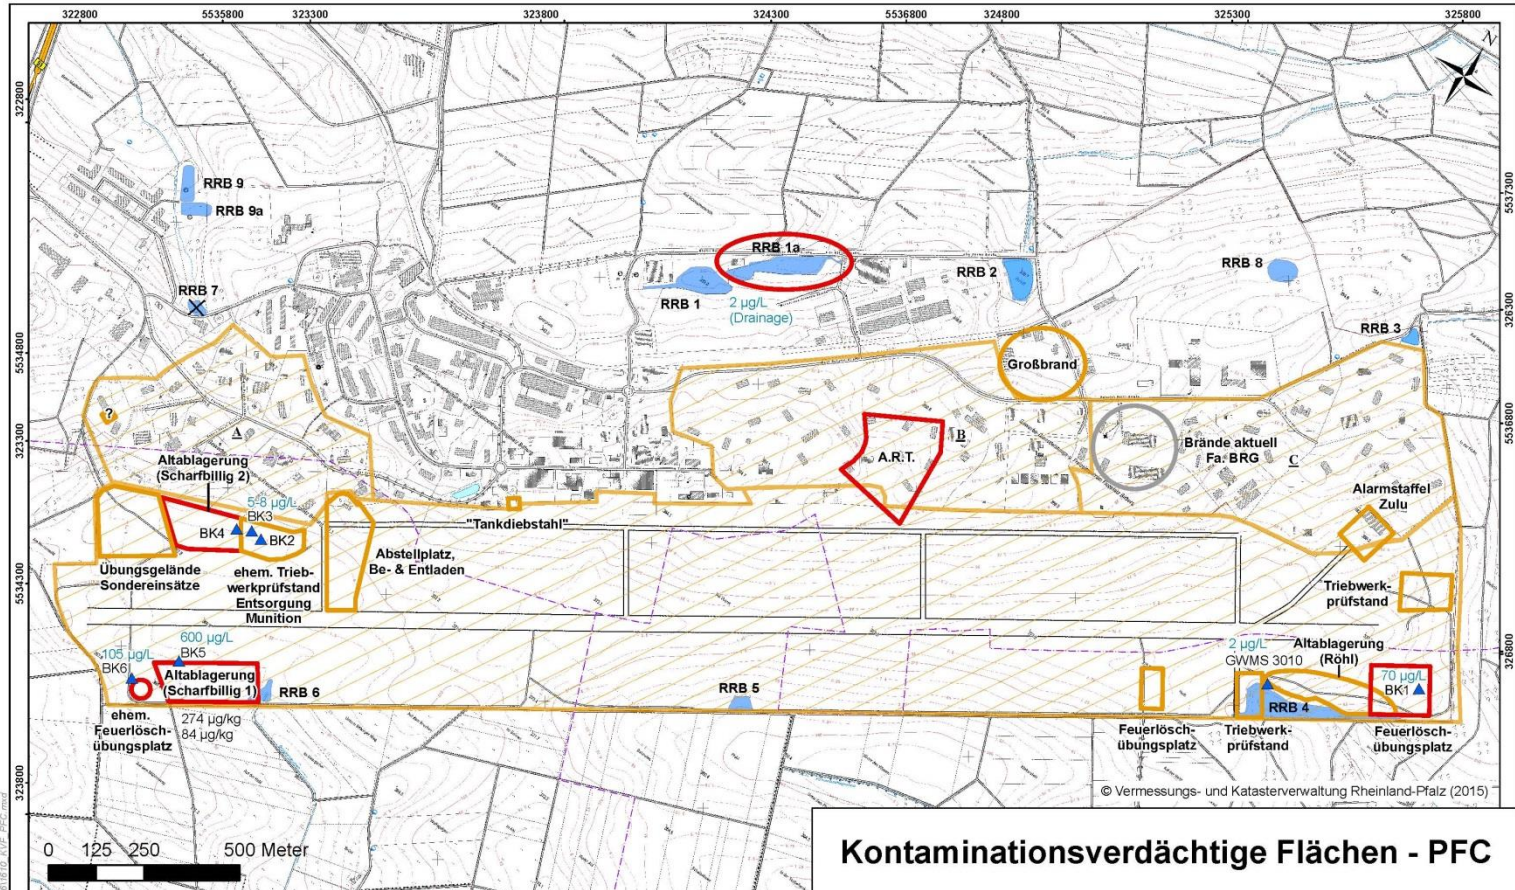 322800
5535800
323300
323800
324300
5536800
324800
325300
325800
N
322800
5537300
RRB 9
RRB 9a
RRB 1a
RRB 2
RRB 8
RRB 7
RRB 1
2 µg/L
(Drainage)
326300
RRB 3
5534800
Großbrand
?
A
B
A.R.T.
Brände aktuell
Fa. BRG
C
5536800
323300
Altablagerung
(Scharfbillig 2)
5-8 µg/L
BK3
BK4
BK2
"Tankdiebstahl"
Alarmstaffel
Zulu
Abstellplatz,
Be- & Entladen
Übungsgelände
Sondereinsätze
ehem. Trieb-
werkprüfstand
Entsorgung
Munition
5534300
Triebwerk-
prüfstand
600 µg/L
BK5
105 µg/L
BK6
Altablagerung
(Scharfbillig 1)
RRB 6
RRB 5
2 µg/L
GWMS 3010
Altablagerung
(Röhl)
326800
70 µg/L
BK1
RRB 4
ehem.
Feuerlösch-
übungsplatz
274 µg/kg
84 µg/kg
Feuerlösch-
übungsplatz
Triebwerk-
prüfstand
Feuerlösch-
übungsplatz
323800
© Vermessungs- und Katasterverwaltung Rheinland-Pfalz (2015)
0 125 250 500 Meter
Kontaminationsverdächtige Flächen - PFC